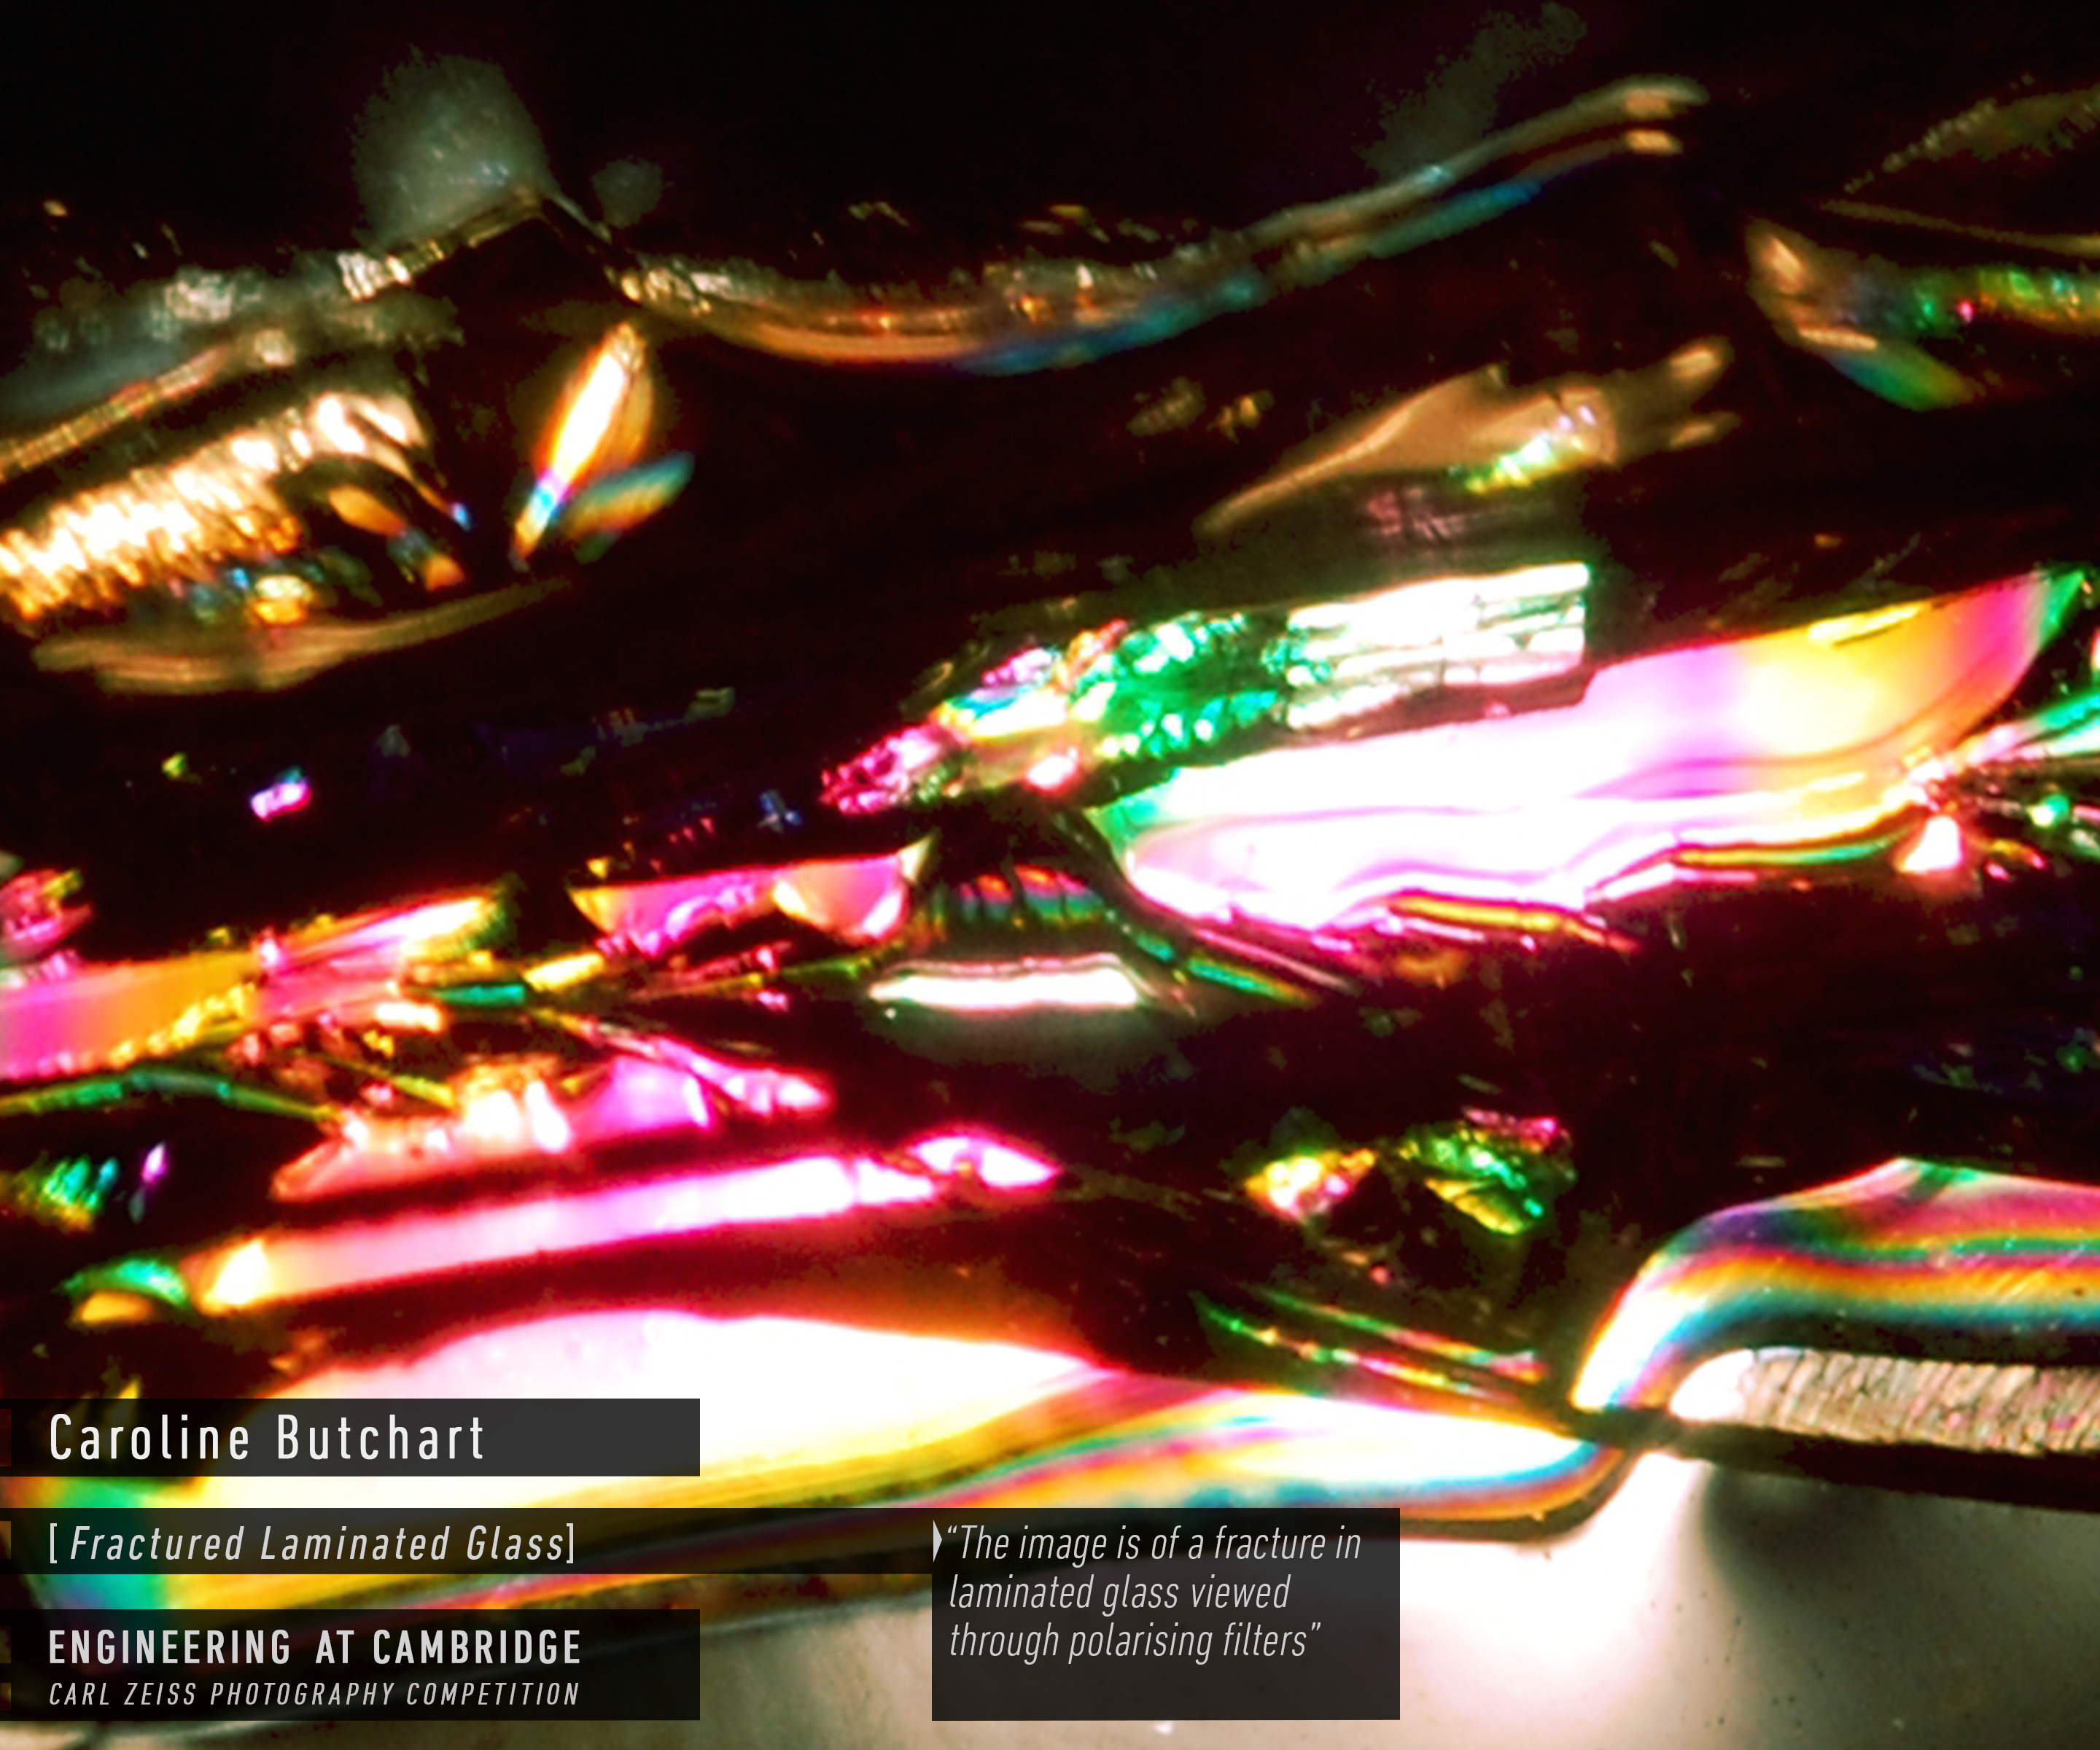 Caroline Butchart
[Fractured Laminated Glass]
“The image is of a fracture in
laminated glass viewed
through polarising filters”
ENGINEERING AT CAMBRIDGE
CARL ZEISS PHOTOGRAPHY COMPETITION